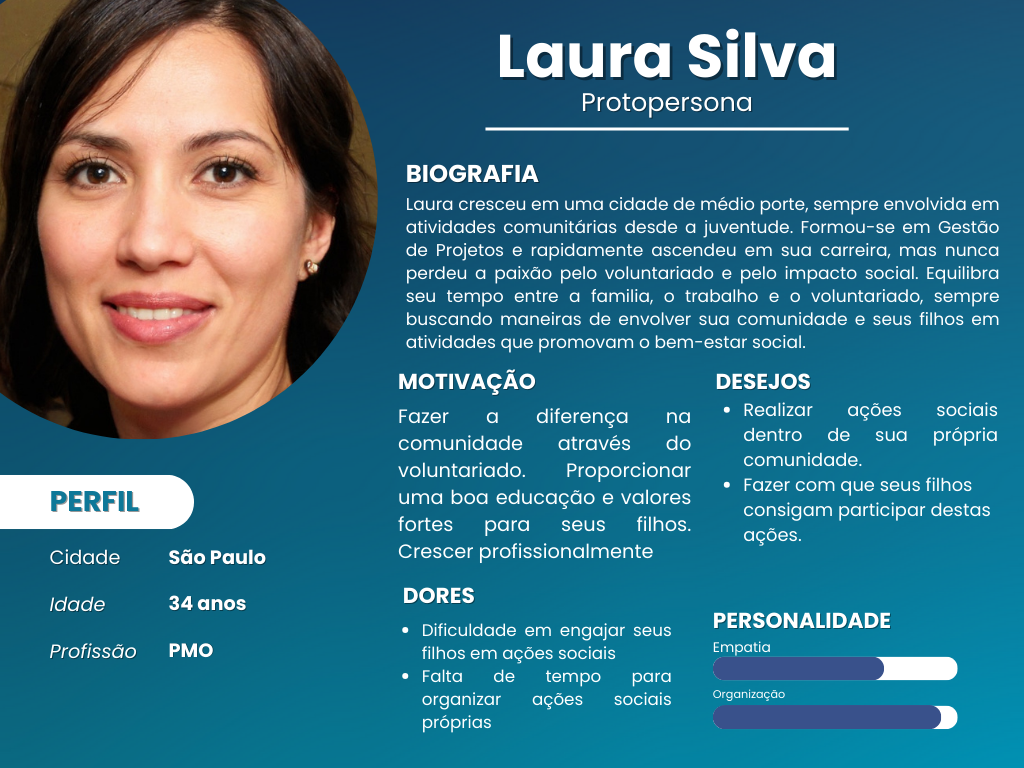 Laura Silva
Protopersona
BIOGRAFIA
Laura cresceu em uma cidade de médio porte, sempre envolvida em
atividades comunitárias desde a juventude. Formou-se em Gestão
de Projetos e rapidamente ascendeu em sua carreira, mas nunca
perdeu a paixão pelo voluntariado e pelo impacto social. Equilibra
seu tempo entre a familia, o trabalho e o voluntariado, sempre
buscando maneiras de envolver sua comunidade e seus filhos em
atividades que promovam o bem-estar social.
MOTIVAÇÃO
Fazer a diferença na
comunidade através do
voluntariado. Proporcionar
uma boa educação e valores
fortes para seus filhos.
Crescer profissionalmente
DESEJOS
• Realizar ações sociais
dentro de sua própria
comunidade.
• Fazer com que seus filhos
consigam participar destas
ações.
PERFIL
Cidade São Paulo
Idade 34 anos
Profissão PMO
DORES
• Dificuldade em engajar seus
filhos em ações sociais
• Falta de tempo para
organizar ações sociais
próprias
PERSONALIDADE
Empatia
Organização